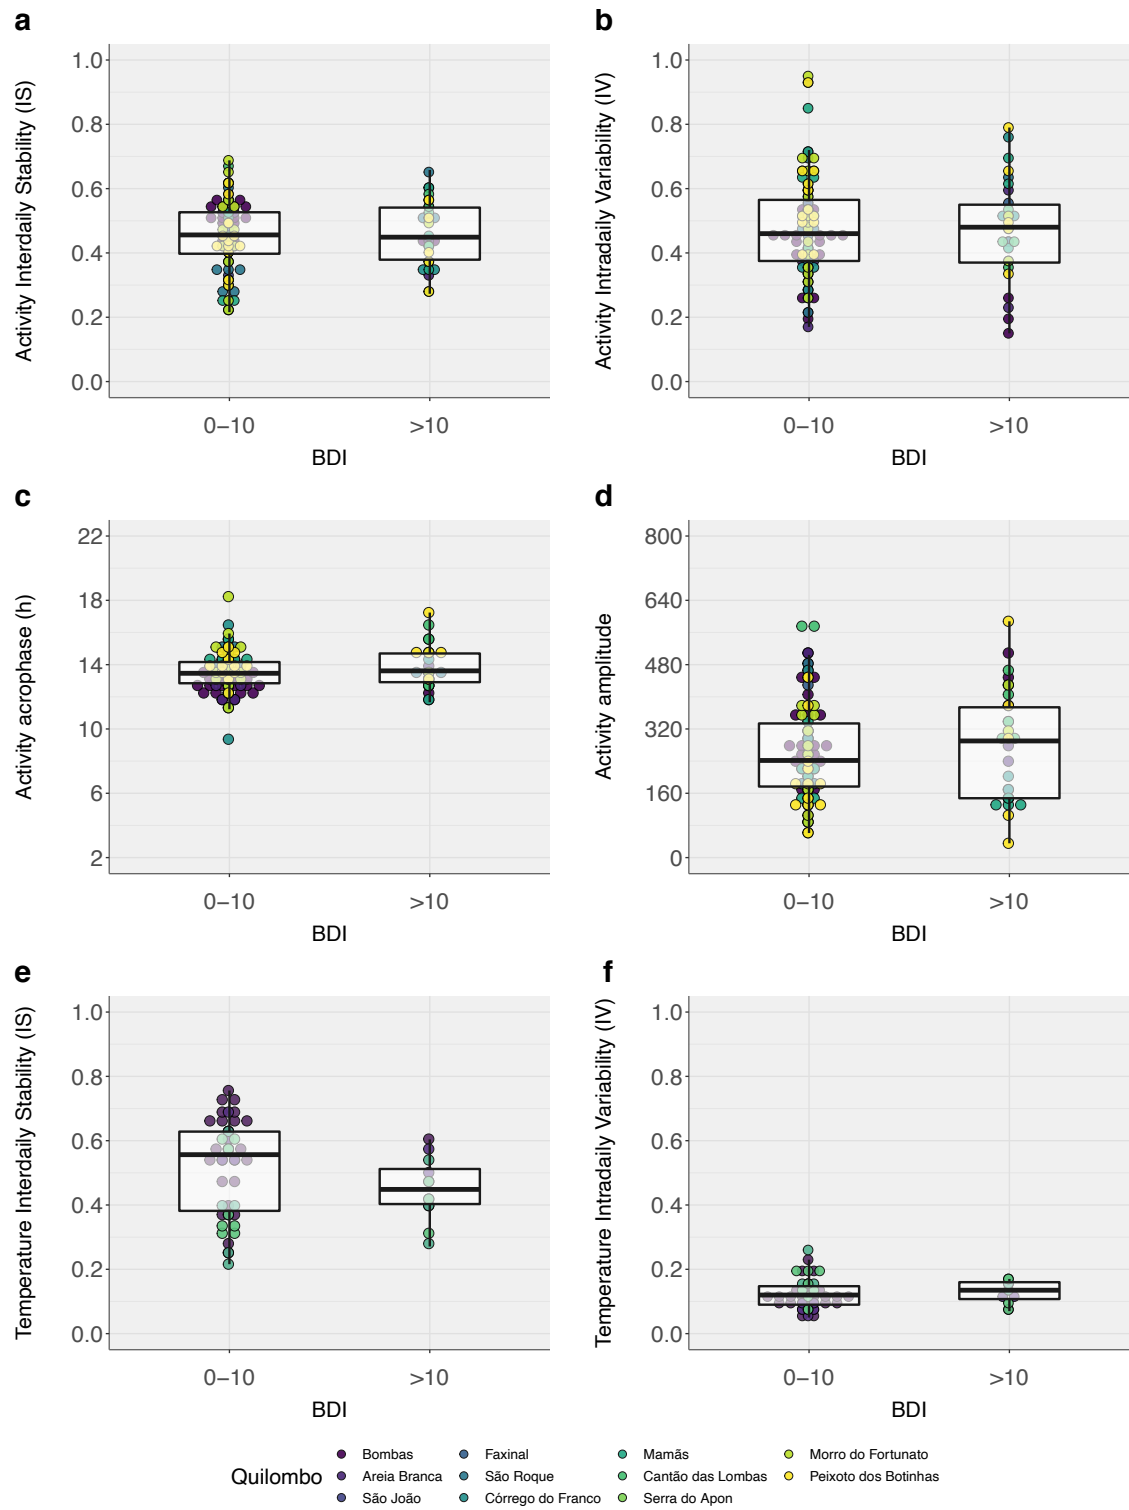 a
b
Activity Interdaily Stability (IS)
1.0
0.8
0.6
0.4
0.2
0.0
0−10
>10
BDI
Activity Intradaily Variability (IV)
1.0
0.8
0.6
0.4
0.2
0.0
0−10
>10
BDI
c
d
Activity acrophase (h)
22
18
14
10
6
2
0−10
>10
BDI
Activity amplitude
800
640
480
320
160
0
0−10
>10
BDI
e
f
Temperature Interdaily Stability (IS)
1.0
0.8
0.6
0.4
0.2
0.0
0−10
>10
BDI
Temperature Intradaily Variability (IV)
1.0
0.8
0.6
0.4
0.2
0.0
0−10
>10
BDI
Quilombo
Bombas
Areia Branca
São João
Faxinal
São Roque
Córrego do Franco
Mamãs
Cantão das Lombas
Serra do Apon
Morro do Fortunato
Peixoto dos Botinhas